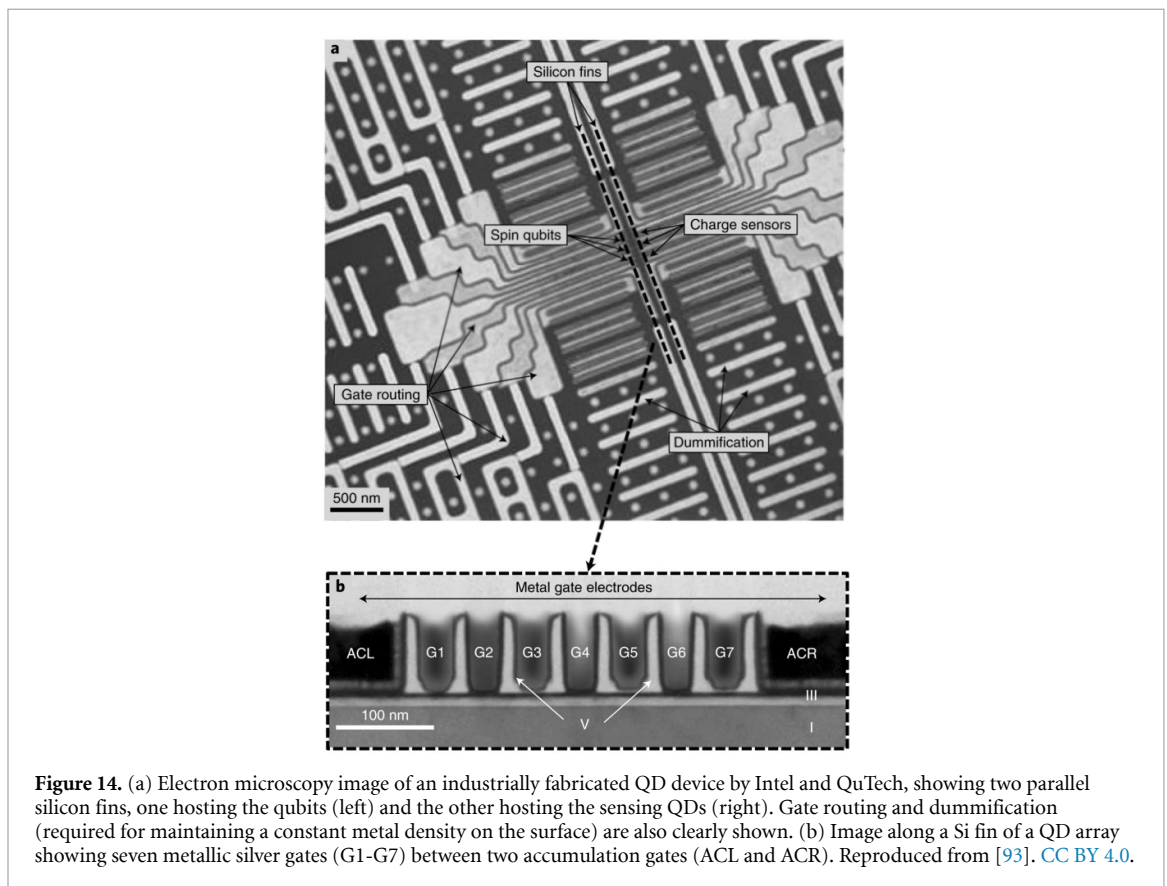 a
Silicon fins
Spin qubits
Charge sensors
Gate routing
Dummification
500 nm
b
Metal gate electrodes
ACL G1 G2 G3 G4 G5 G6 G7 ACR
III
100 nm
V
I
Figure 14. (a) Electron microscopy image of an industrially fabricated QD device by Intel and QuTech, showing two parallel
silicon fins, one hosting the qubits (left) and the other hosting the sensing QDs (right). Gate routing and dummification
(required for maintaining a constant metal density on the surface) are also clearly shown. (b) Image along a Si fin of a QD array
showing seven metallic silver gates (G1-G7) between two accumulation gates (ACL and ACR). Reproduced from [93]. CC BY 4.0.